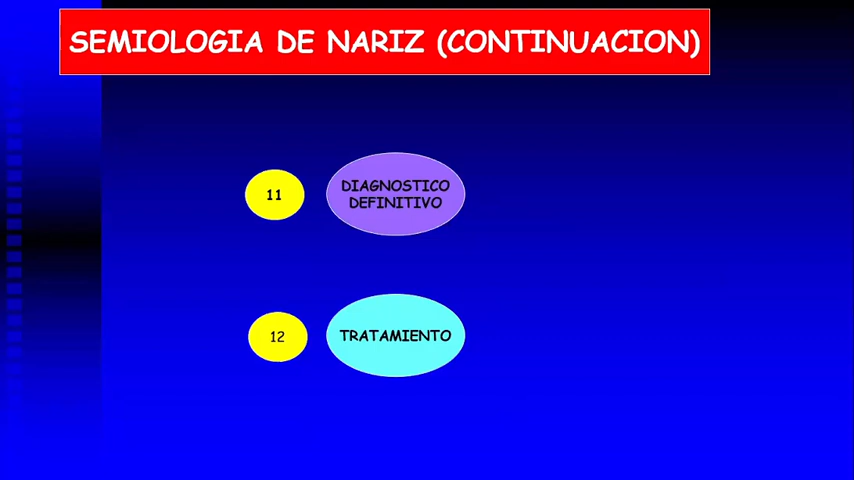 SEMIOLOGIA DE NARIZ (CONTINUACION)
11
DIAGNOSTICO
DEFINITIVO
12
TRATAMIENTO